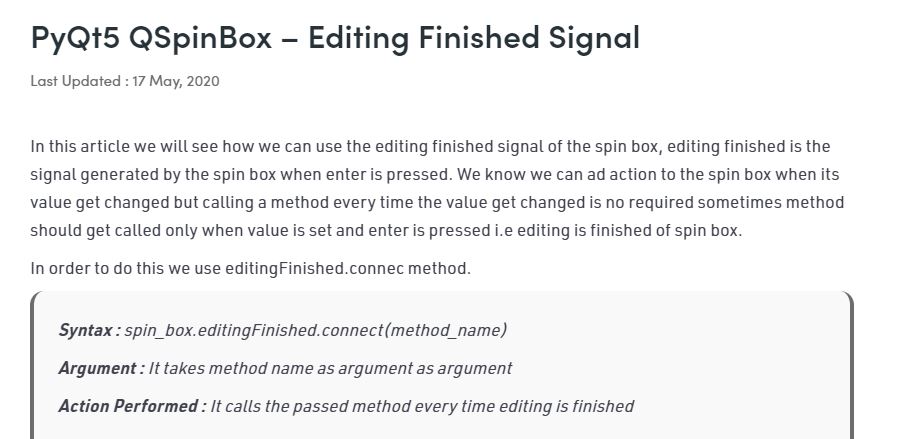 PyQt5 QSpinBox – Editing Finished Signal
Last Updated : 17 May, 2020
In this article we will see how we can use the editing finished signal of the spin box, editing finished is the
signal generated by the spin box when enter is pressed. We know we can ad action to the spin box when its
value get changed but calling a method every time the value get changed is no required sometimes method
should get called only when value is set and enter is pressed i.e editing is finished of spin box.
In order to do this we use editingFinished.connec method.
Syntax : spin_box.editingFinished.connect(method_name)
Argument : It takes method name as argument as argument
Action Performed : It calls the passed method every time editing is finished